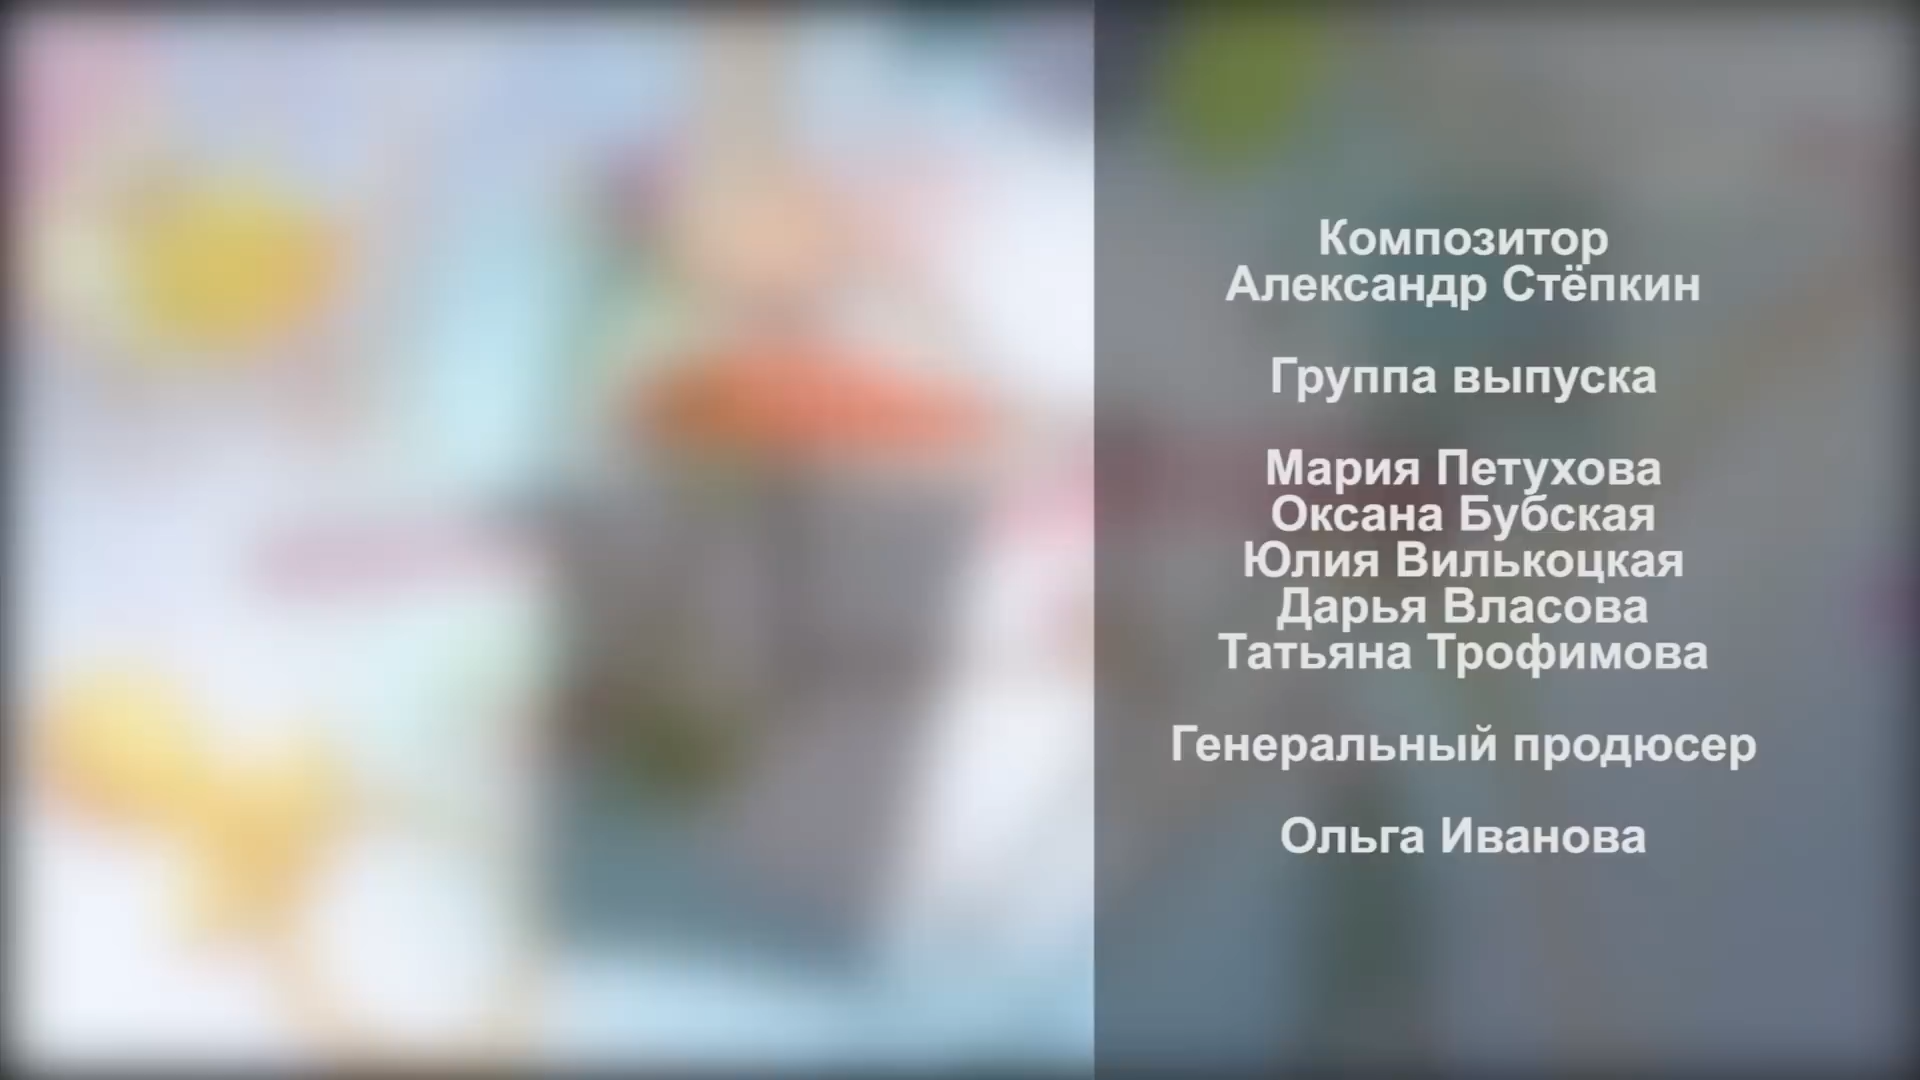 Композитор
Александр Стёпкин
Группа выпуска
Мария Петухова
Оксана Бубская
Юлия Вилькоцкая
Дарья Власова
Татьяна Трофимова
Генеральный продюсер
Ольга Иванова